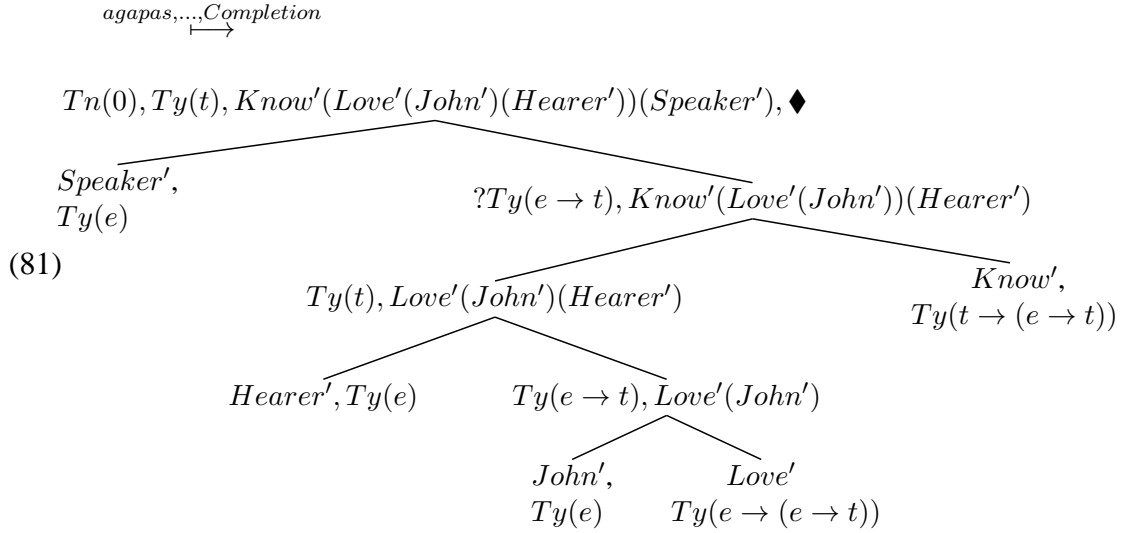 agapas,...,Completion
⟼
Tn(0), Ty(t), Know′(Love′(John′)(Hearer′))(Speaker′), ♦
Speaker′,
Ty(e)
?Ty(e → t), Know′(Love′(John′))(Hearer′)
(81)
Ty(t), Love′(John′)(Hearer′)
Know′,
Ty(t → (e → t))
Hearer′, Ty(e)
Ty(e → t), Love′(John′)
John′,
Ty(e)
Love′
Ty(e → (e → t))